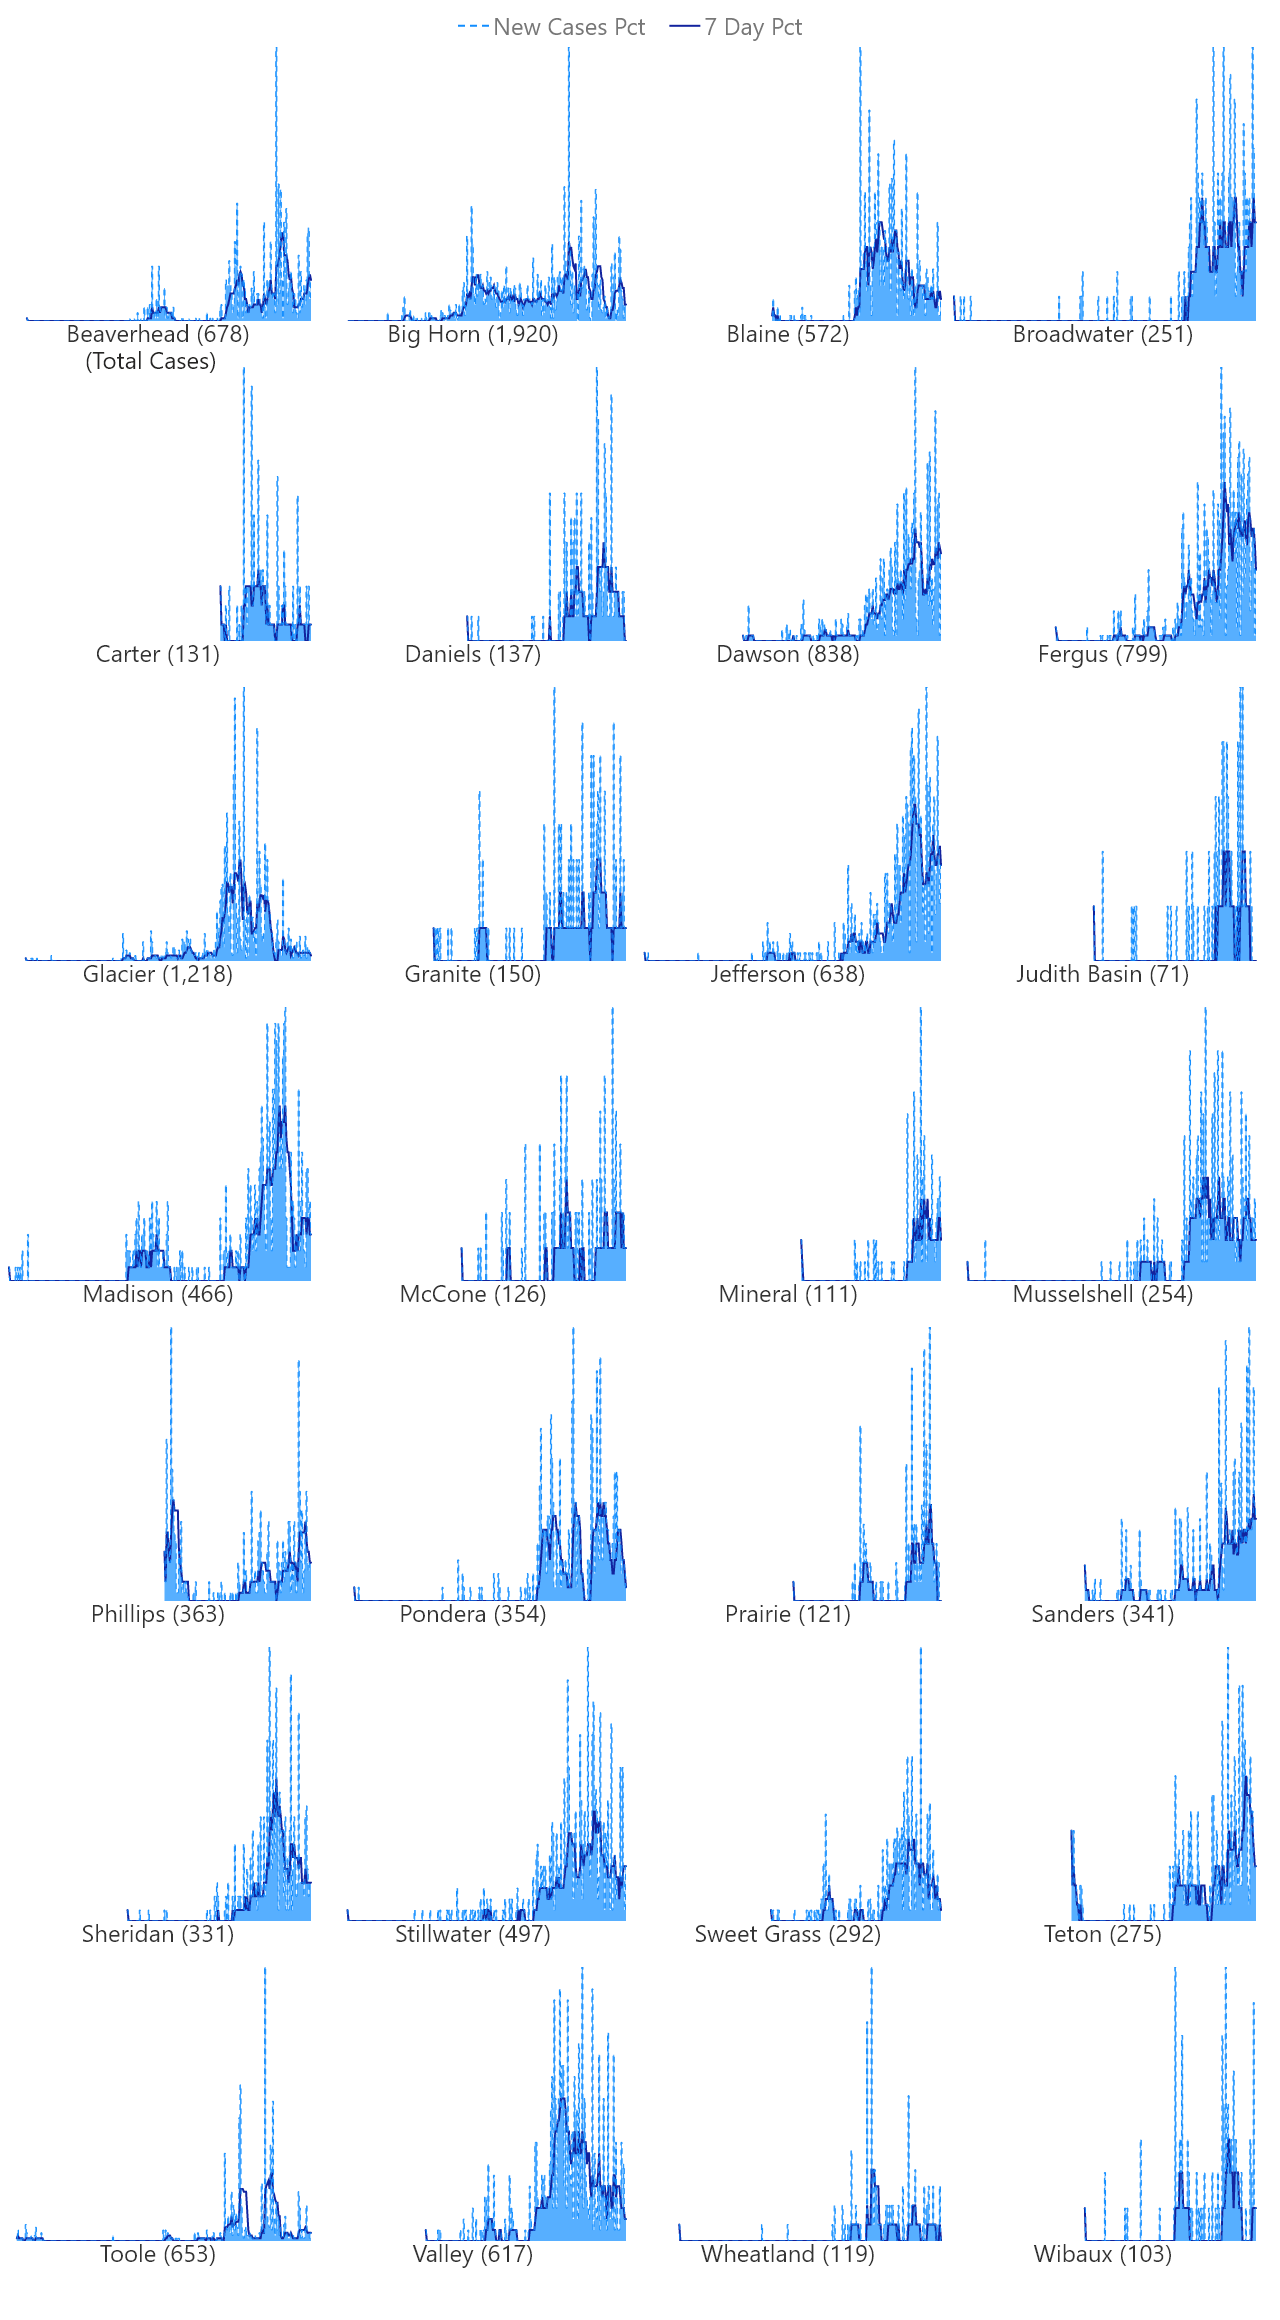 New Cases Pct 7 Day Pct
Beaverhead (678) Big Horn (1,920) Blaine (572) Broadwater (251)
(Total Cases)
Carter (131) Daniels (137) Dawson (838) Fergus (799)
Glacier (1,218) Granite (150) Jefferson (638) Judith Basin (71)
Madison (466) McCone (126) Mineral (111) Musselshell (254)
Phillips (363) Pondera (354) Prairie (121) Sanders (341)
Sheridan (331) Stillwater (497) Sweet Grass (292) Teton (275)
Toole (653) Valley (617) Wheatland (119) Wibaux (103)